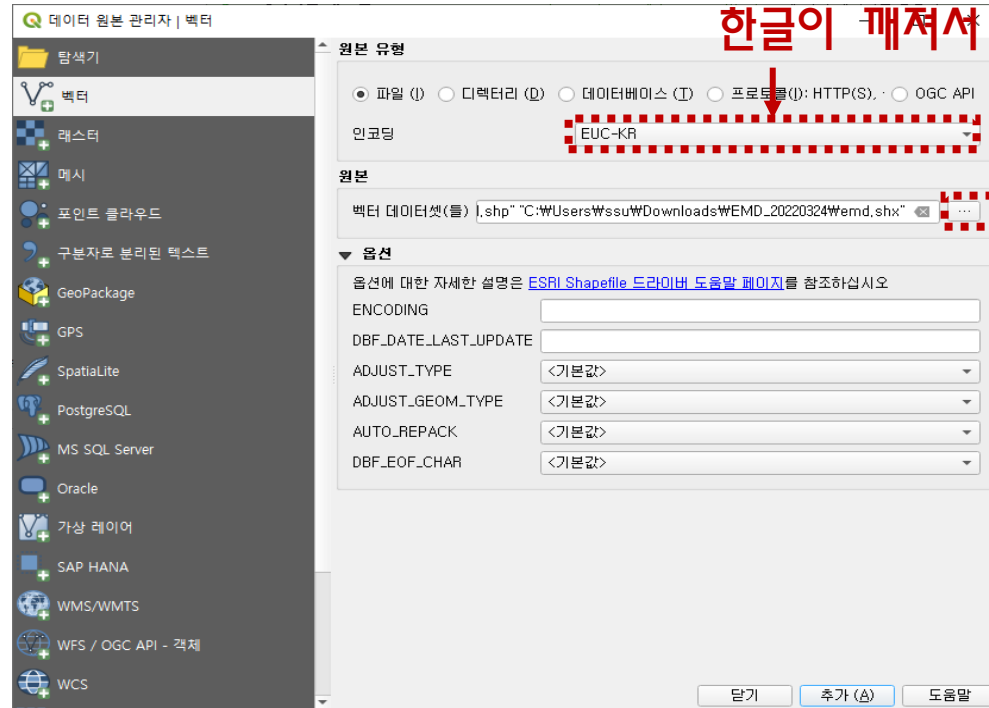 데이터 원본 관리자 | 벡터
한글이 깨져서
탐색기
벡터
래스터
메시
포인트 클라우드
구분자로 분리된 텍스트
GeoPackage
GPS
SpatiaLite
PostgreSQL
MS SQL Server
Oracle
가상 레이어
SAP HANA
WMS/WMTS
WFS / OGC API - 객체
WCS
원본 유형
파일 (I) 디렉터리 (D) 데이터베이스 (T) 프로토콜(I): HTTP(S), · OGC API
인코딩 EUC-KR
원본
벡터 데이터셋(들) l.shp" "C:₩Users₩ssu₩Downloads₩EMD_20220324₩emd.shx" ...
▼ 옵션
옵션에 대한 자세한 설명은 ESRI Shapefile 드라이버 도움말 페이지를 참조하십시오
ENCODING
DBF_DATE_LAST_UPDATE
ADJUST_TYPE <기본값>
ADJUST_GEOM_TYPE <기본값>
AUTO_REPACK <기본값>
DBF_EOF_CHAR <기본값>
닫기 추가 (A) 도움말